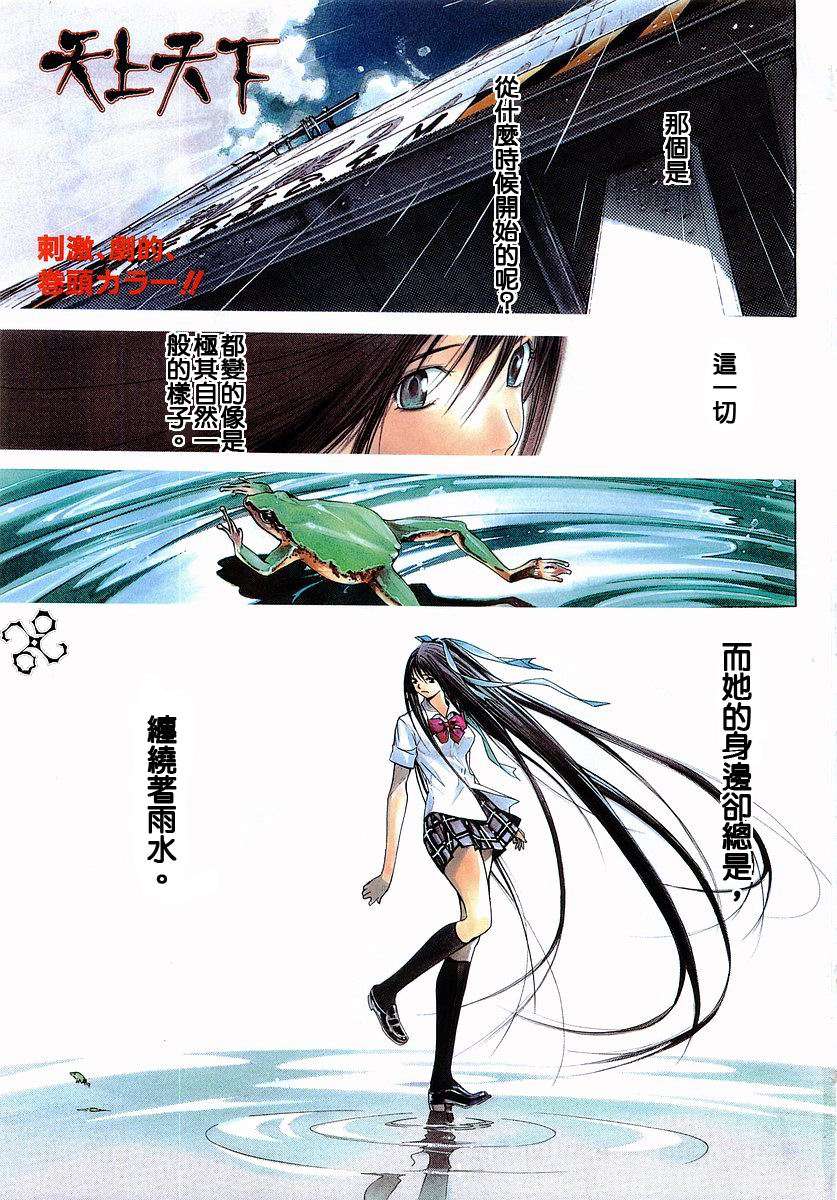 天上天下
刺激、劇的、
巻頭カラー!!
那個是
從什麼時候開始的呢?
這一切
都變的像是
極其自然一
般的樣子。
而她的身邊卻總是,
纏繞著雨水。